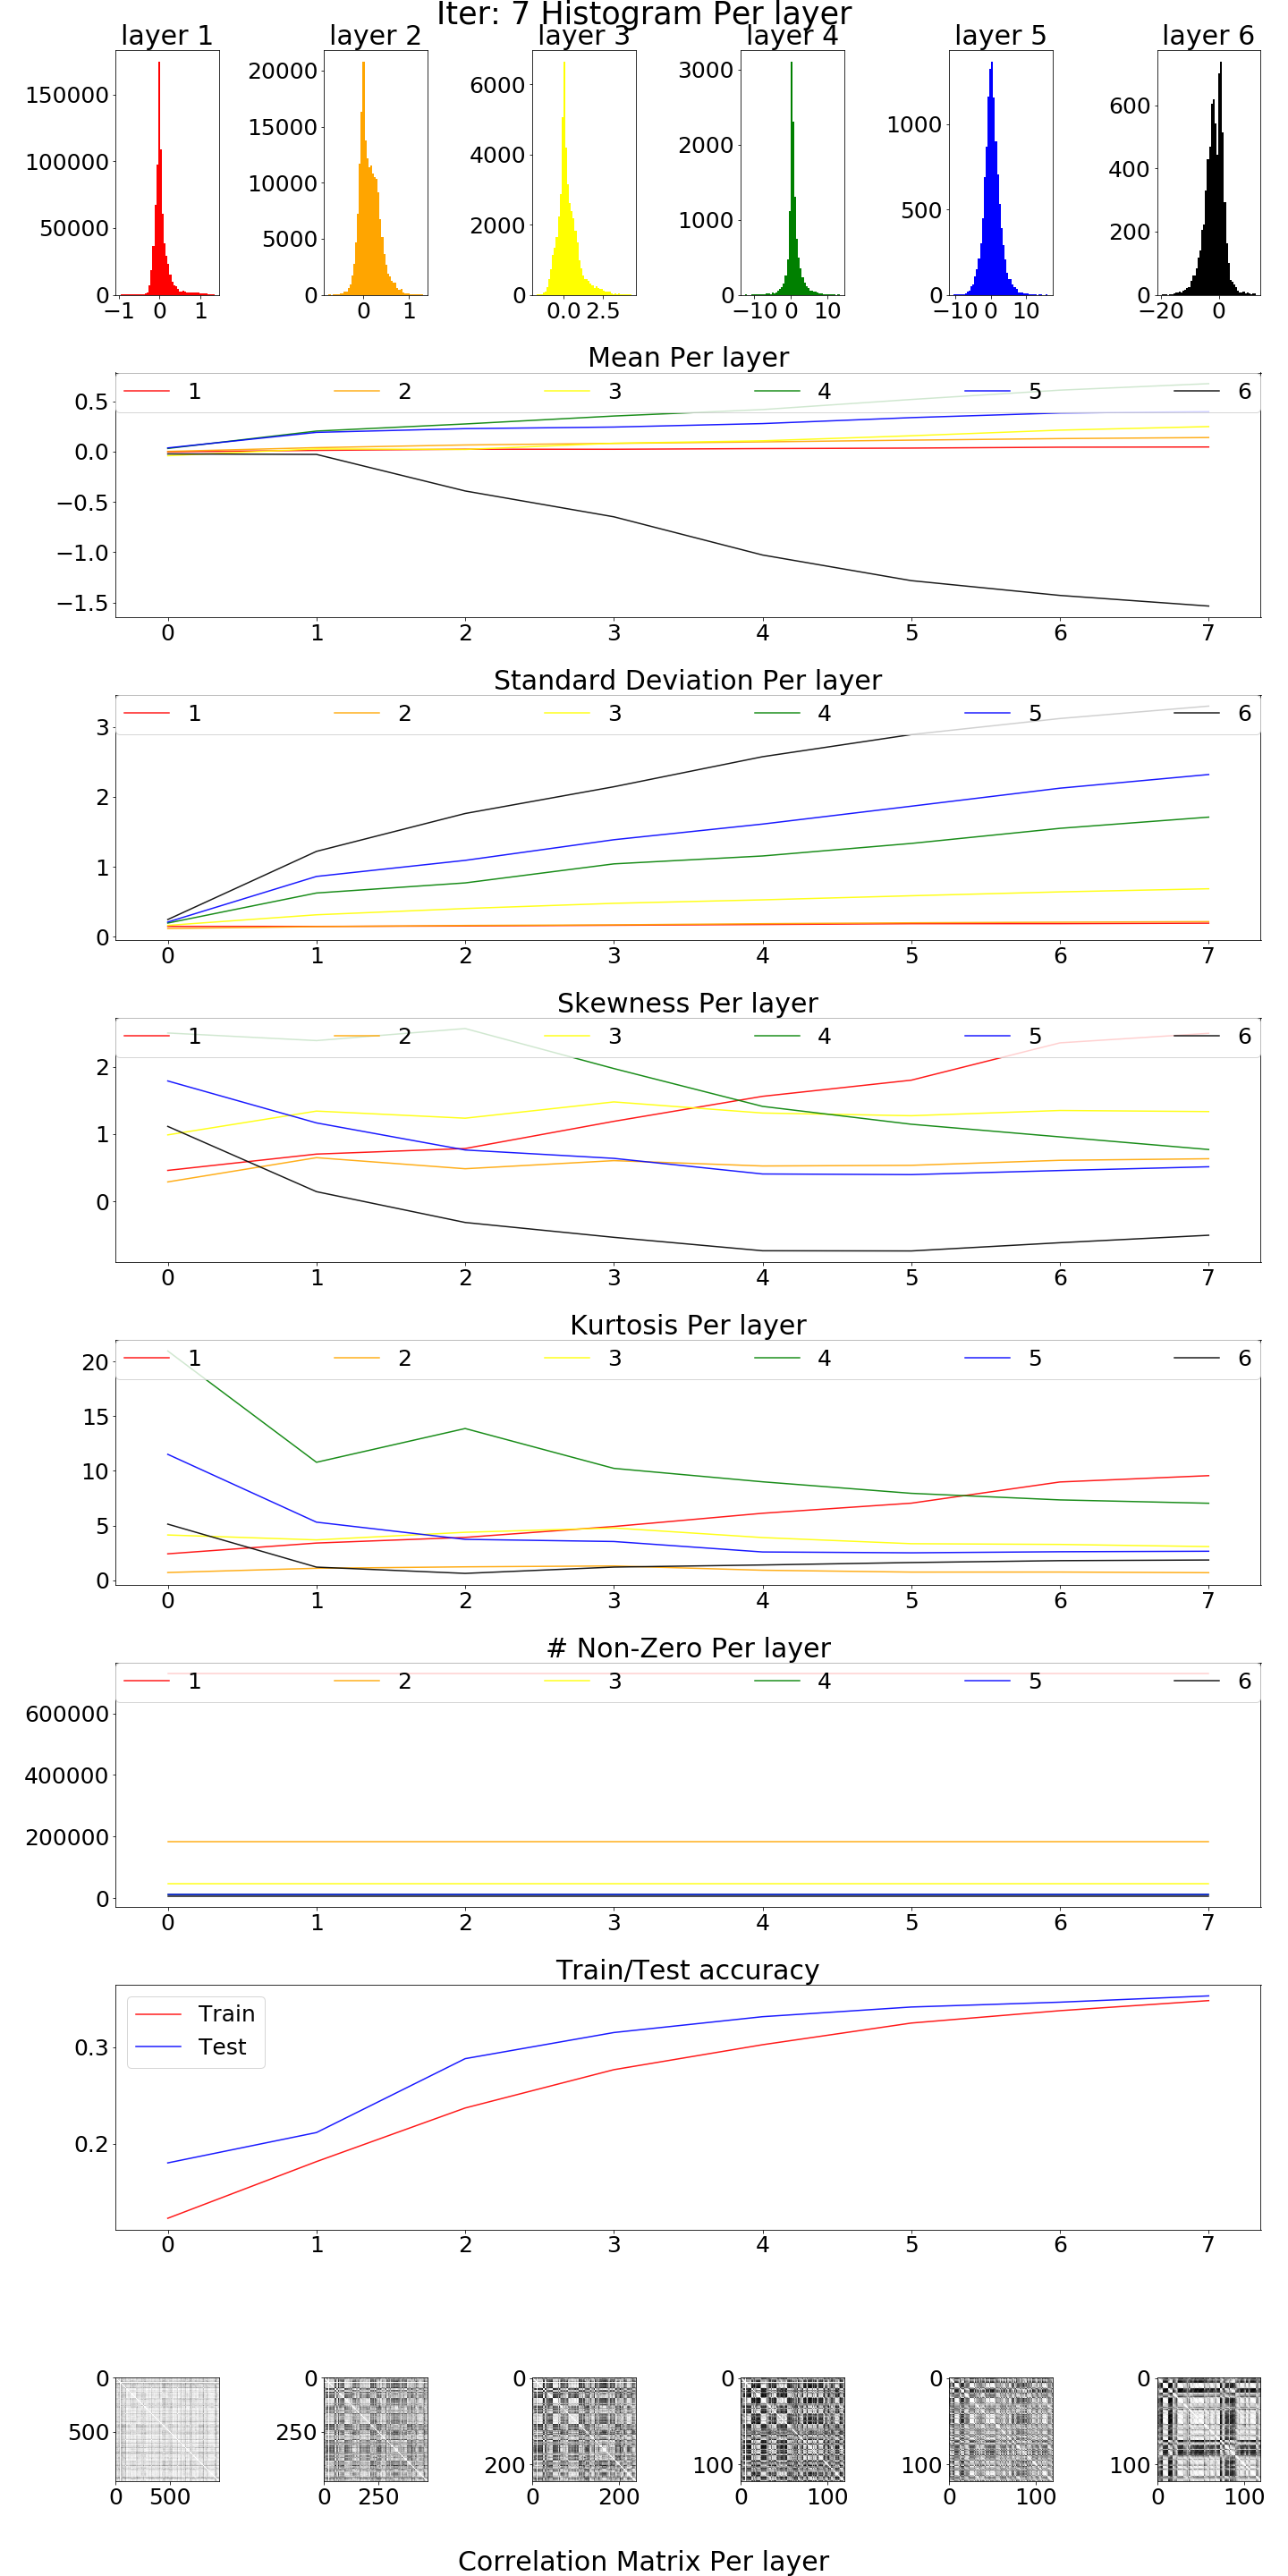 Iter: 7 Histogram Per layer
layer 1 layer 2 layer 3 layer 4 layer 5 layer 6
150000 100000 50000 0
−1 0 1
20000 15000 10000 5000 0
0 1
6000 4000 2000 0
0.0 2.5
3000 2000 1000 0
−10 0 10
1000 500 0
−10 0 10
600 400 200 0
−20 0
Mean Per layer
1 2 3 4 5 6
0.5
0.0
−0.5
−1.0
−1.5
0 1 2 3 4 5 6 7
Standard Deviation Per layer
1 2 3 4 5 6
3
2
1
0
0 1 2 3 4 5 6 7
Skewness Per layer
1 2 3 4 5 6
2
1
0
0 1 2 3 4 5 6 7
Kurtosis Per layer
1 2 3 4 5 6
20
15
10
5
0
0 1 2 3 4 5 6 7
# Non-Zero Per layer
1 2 3 4 5 6
600000
400000
200000
0
0 1 2 3 4 5 6 7
Train/Test accuracy
Train
Test
0.3
0.2
0 1 2 3 4 5 6 7
0 500
0 500
0 250
0 250
0 200
0 200
0 100
0 100
0 100
0 100
0 100
0 100
Correlation Matrix Per layer